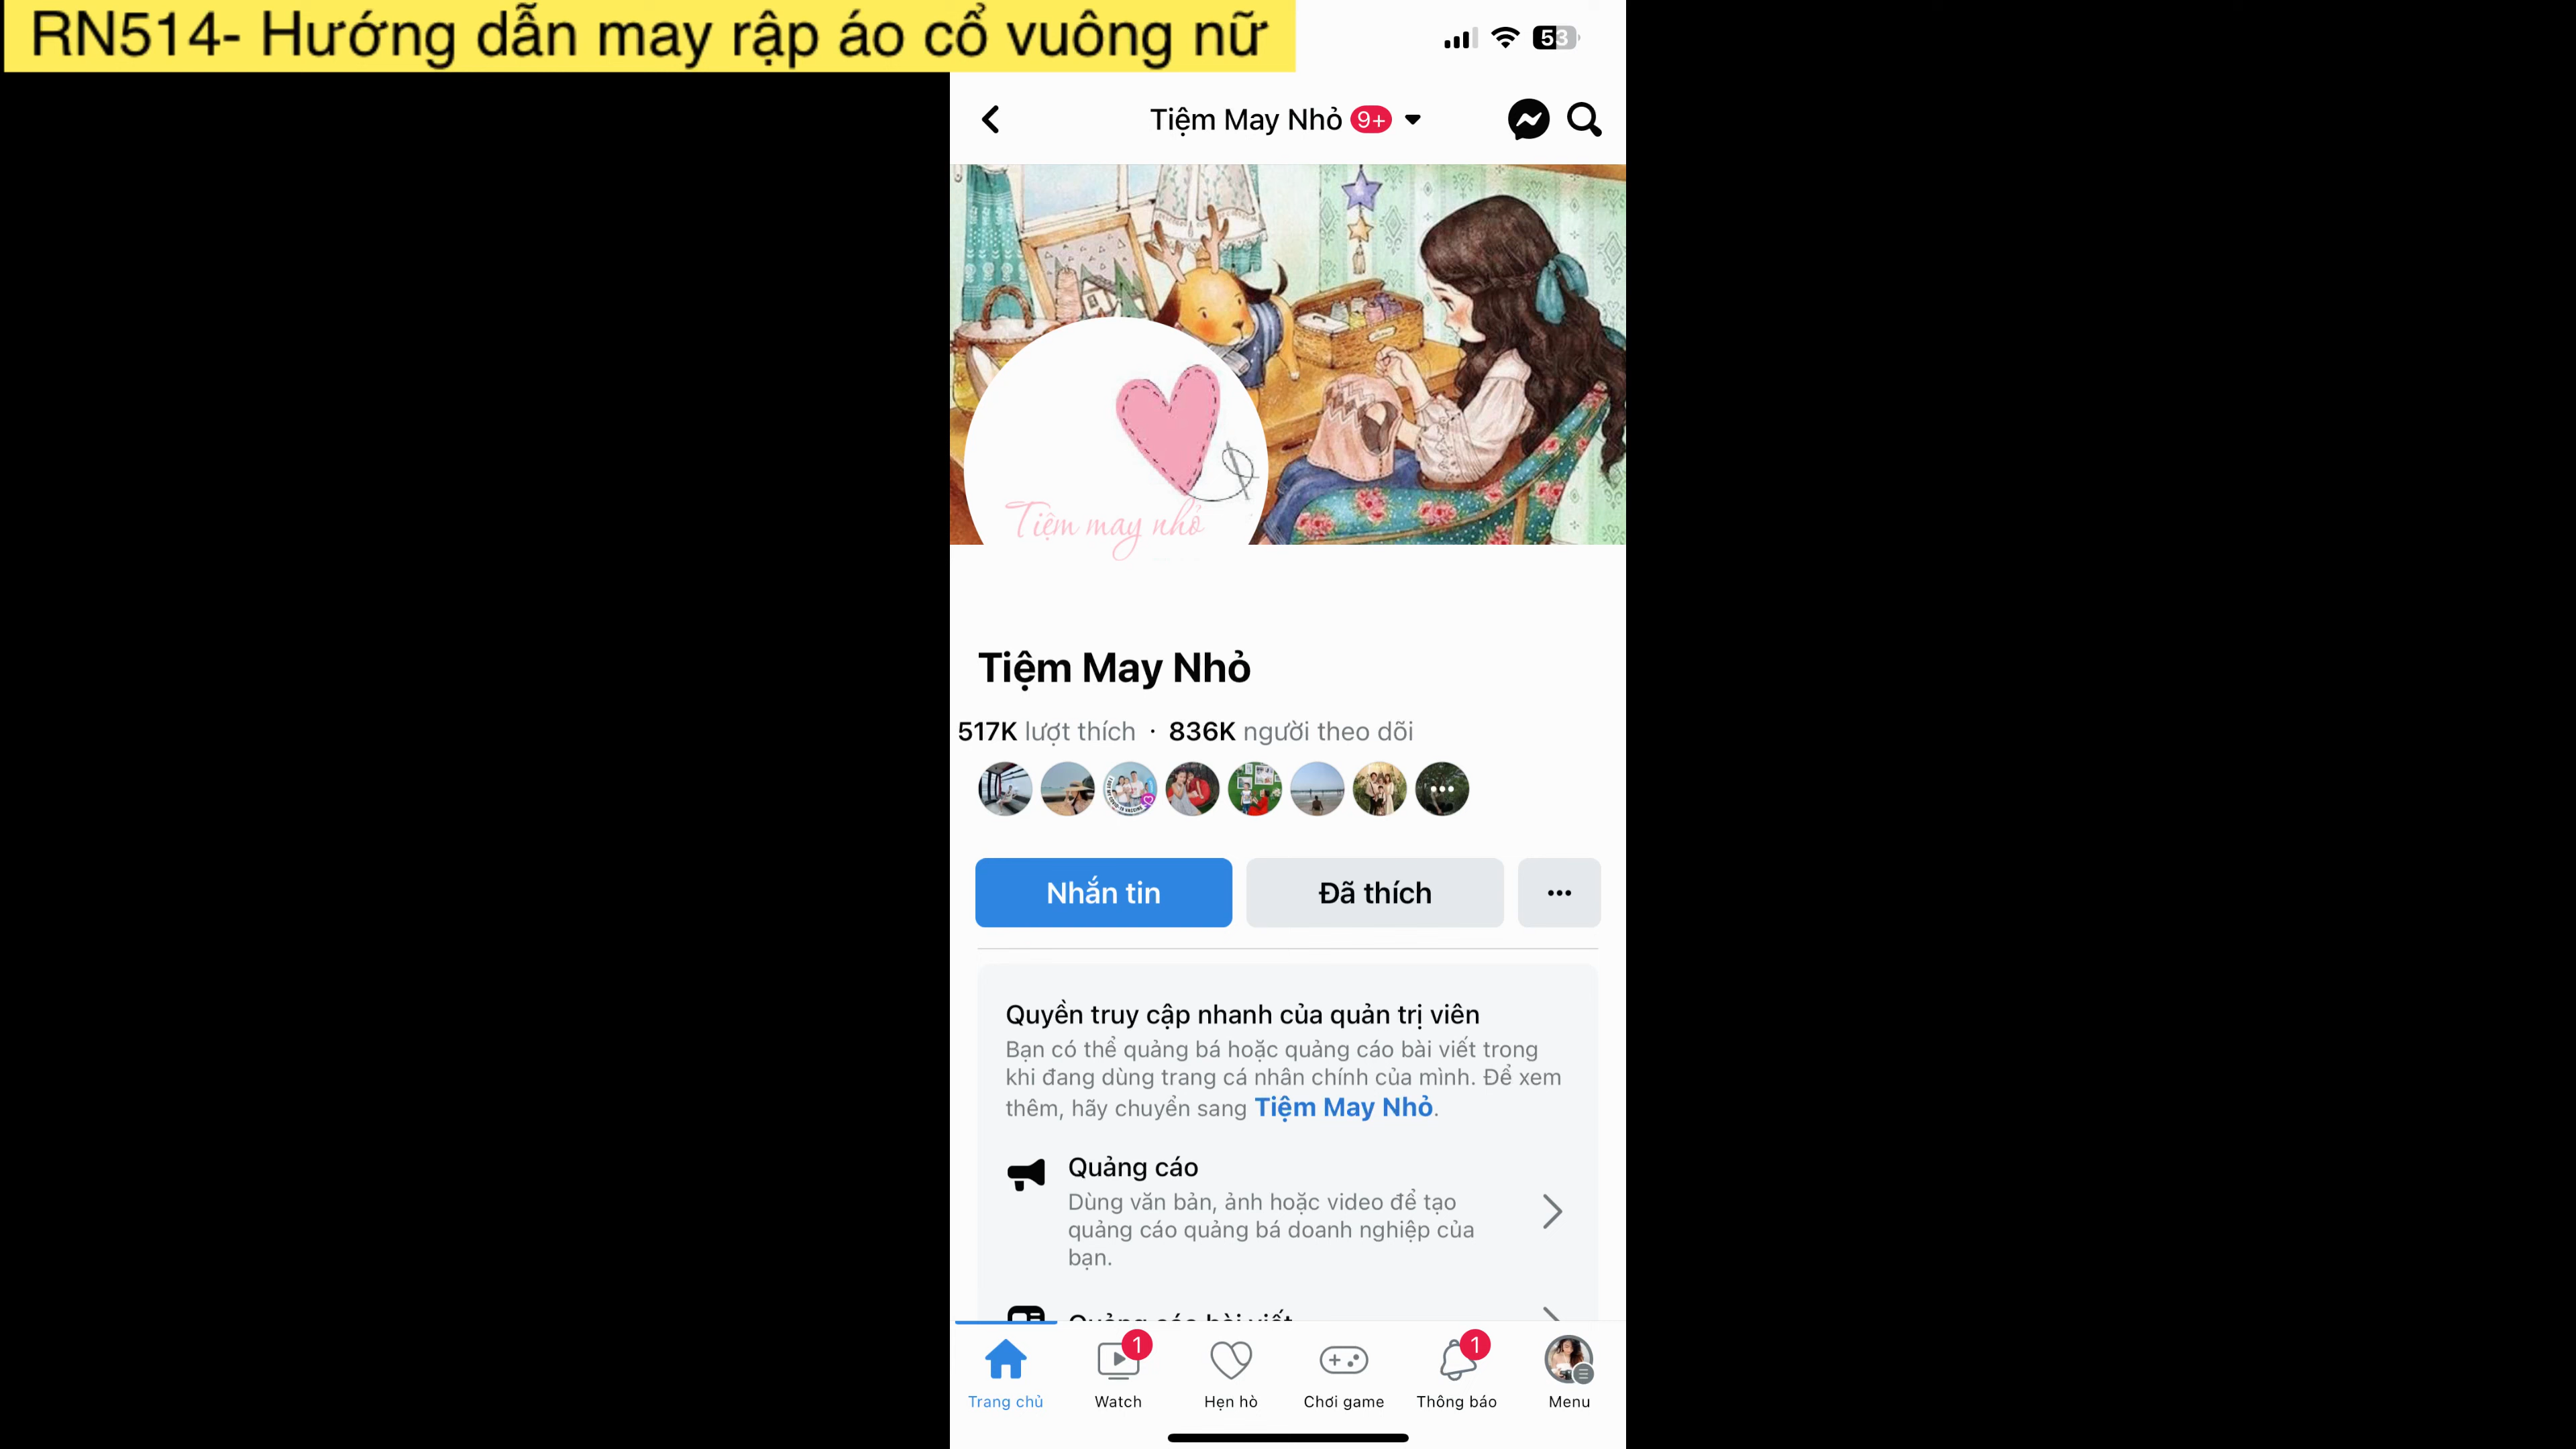 RN514- Hướng dẫn may rập áo cổ vuông nữ
53
Tiệm May Nhỏ 9+
Tiệm may nhỏ
Tiệm May Nhỏ
517K lượt thích · 836K người theo dõi
Nhắn tin
Đã thích
Quyền truy cập nhanh của quản trị viên
Bạn có thể quảng bá hoặc quảng cáo bài viết trong
khi đang dùng trang cá nhân chính của mình. Để xem
thêm, hãy chuyển sang Tiệm May Nhỏ.
Quảng cáo
Dùng văn bản, ảnh hoặc video để tạo
quảng cáo quảng bá doanh nghiệp của
bạn.
Quảng cáo bài viết
1
1
Trang chủ
Watch
Hẹn hò
Chơi game
Thông báo
Menu